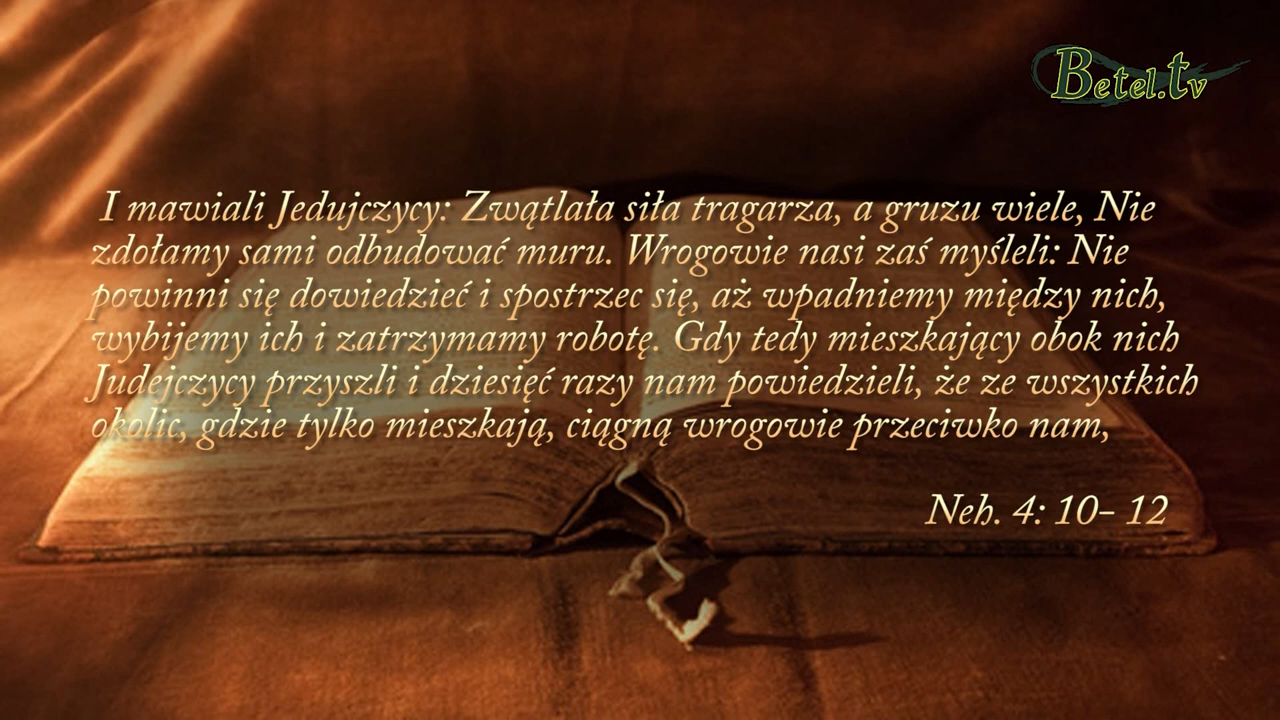 Betel.tv
I mawiali Jedujczycy: Zwątlała siła tragarza, a gruzu wiele, Nie
zdołamy sami odbudować muru. Wrogowie nasi zaś myśleli: Nie
powinni się dowiedzieć i spostrzec się, aż wpadniemy między nich,
wybijemy ich i zatrzymamy robotę. Gdy tedy mieszkający obok nich
Judejczycy przyszli i dziesięć razy nam powiedzieli, że ze wszystkich
okolic, gdzie tylko mieszkają, ciągną wrogowie przeciwko nam,
Neh. 4: 10- 12